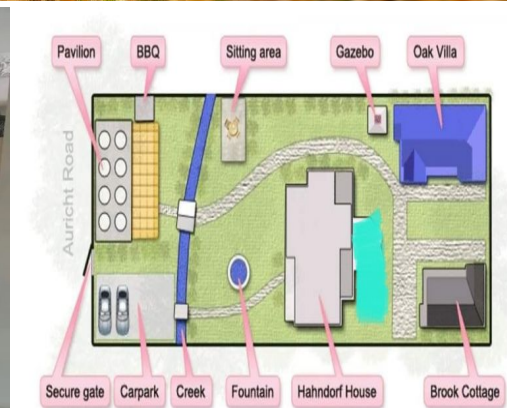 Pavilion
BBQ
Sitting area
Gazebo
Oak Villa
Auricht Road
Secure gate
Carpark
Creek
Fountain
Hahndorf House
Brook Cottage